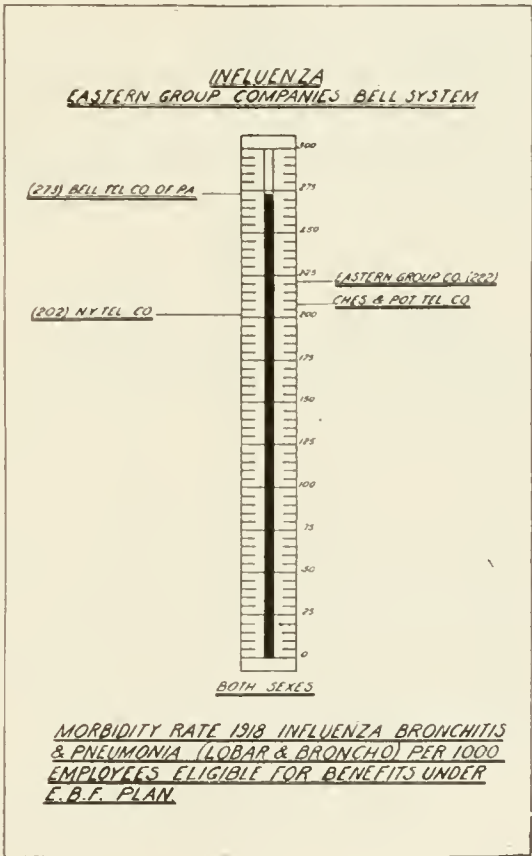 INFLUENZA
EASTERN GROUP COMPANIES BELL SYSTEM
300
(273) BELL TEL CO OF PA
275
250
225
EASTERN GROUP CO. (222)
CHES & POT TEL CO
(202) N.Y TEL CO
200
175
150
125
100
75
50
25
0
BOTH SEXES
MORBIDITY RATE 1918 INFLUENZA BRONCHITIS
& PNEUMONIA (LOBAR & BRONCHO) PER 1000
EMPLOYEES ELIGIBLE FOR BENEFITS UNDER
E.B.F. PLAN.